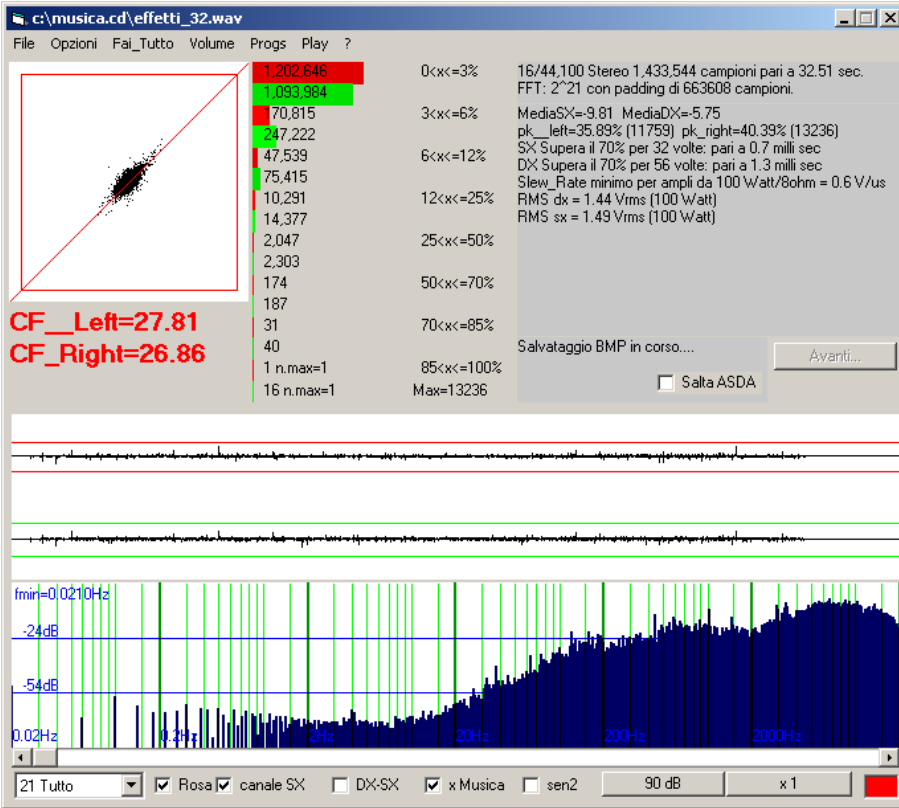 c:\musica.cd\effetti_32.wav
File Opzioni Fai_Tutto Volume Progs Play ?
1,202,646 0<x<=3%
1,093,984
170,815 3<x<=6%
247,222
47,539 6<x<=12%
75,415
10,291 12<x<=25%
14,377
2,047 25<x<=50%
2,303
174 50<x<=70%
187
31 70<x<=85%
40
1 n.max=1 85<x<=100%
16 n.max=1 Max=13236
16/44,100 Stereo 1,433,544 campioni pari a 32.51 sec.
FFT: 2^21 con padding di 663608 campioni.
MediaSX=-9.81 MediaDX=-5.75
pk__left=35.89% (11759) pk_right=40.39% (13236)
SX Supera il 70% per 32 volte: pari a 0.7 milli sec
DX Supera il 70% per 56 volte: pari a 1.3 milli sec
Slew_Rate minimo per ampli da 100 Watt/8ohm = 0.6 V/us
RMS dx = 1.44 Vrms (100 Watt)
RMS sx = 1.49 Vrms (100 Watt)
CF__Left=27.81
CF_Right=26.86
Salvataggio BMP in corso....
Avanti...
Salta ASDA
fmin=0.0210Hz
-24dB
-54dB
0.02Hz 0.2Hz 2Hz 20Hz 200Hz 2000Hz
21 Tutto Rosa canale SX DX-SX x Musica sen2 90 dB x 1